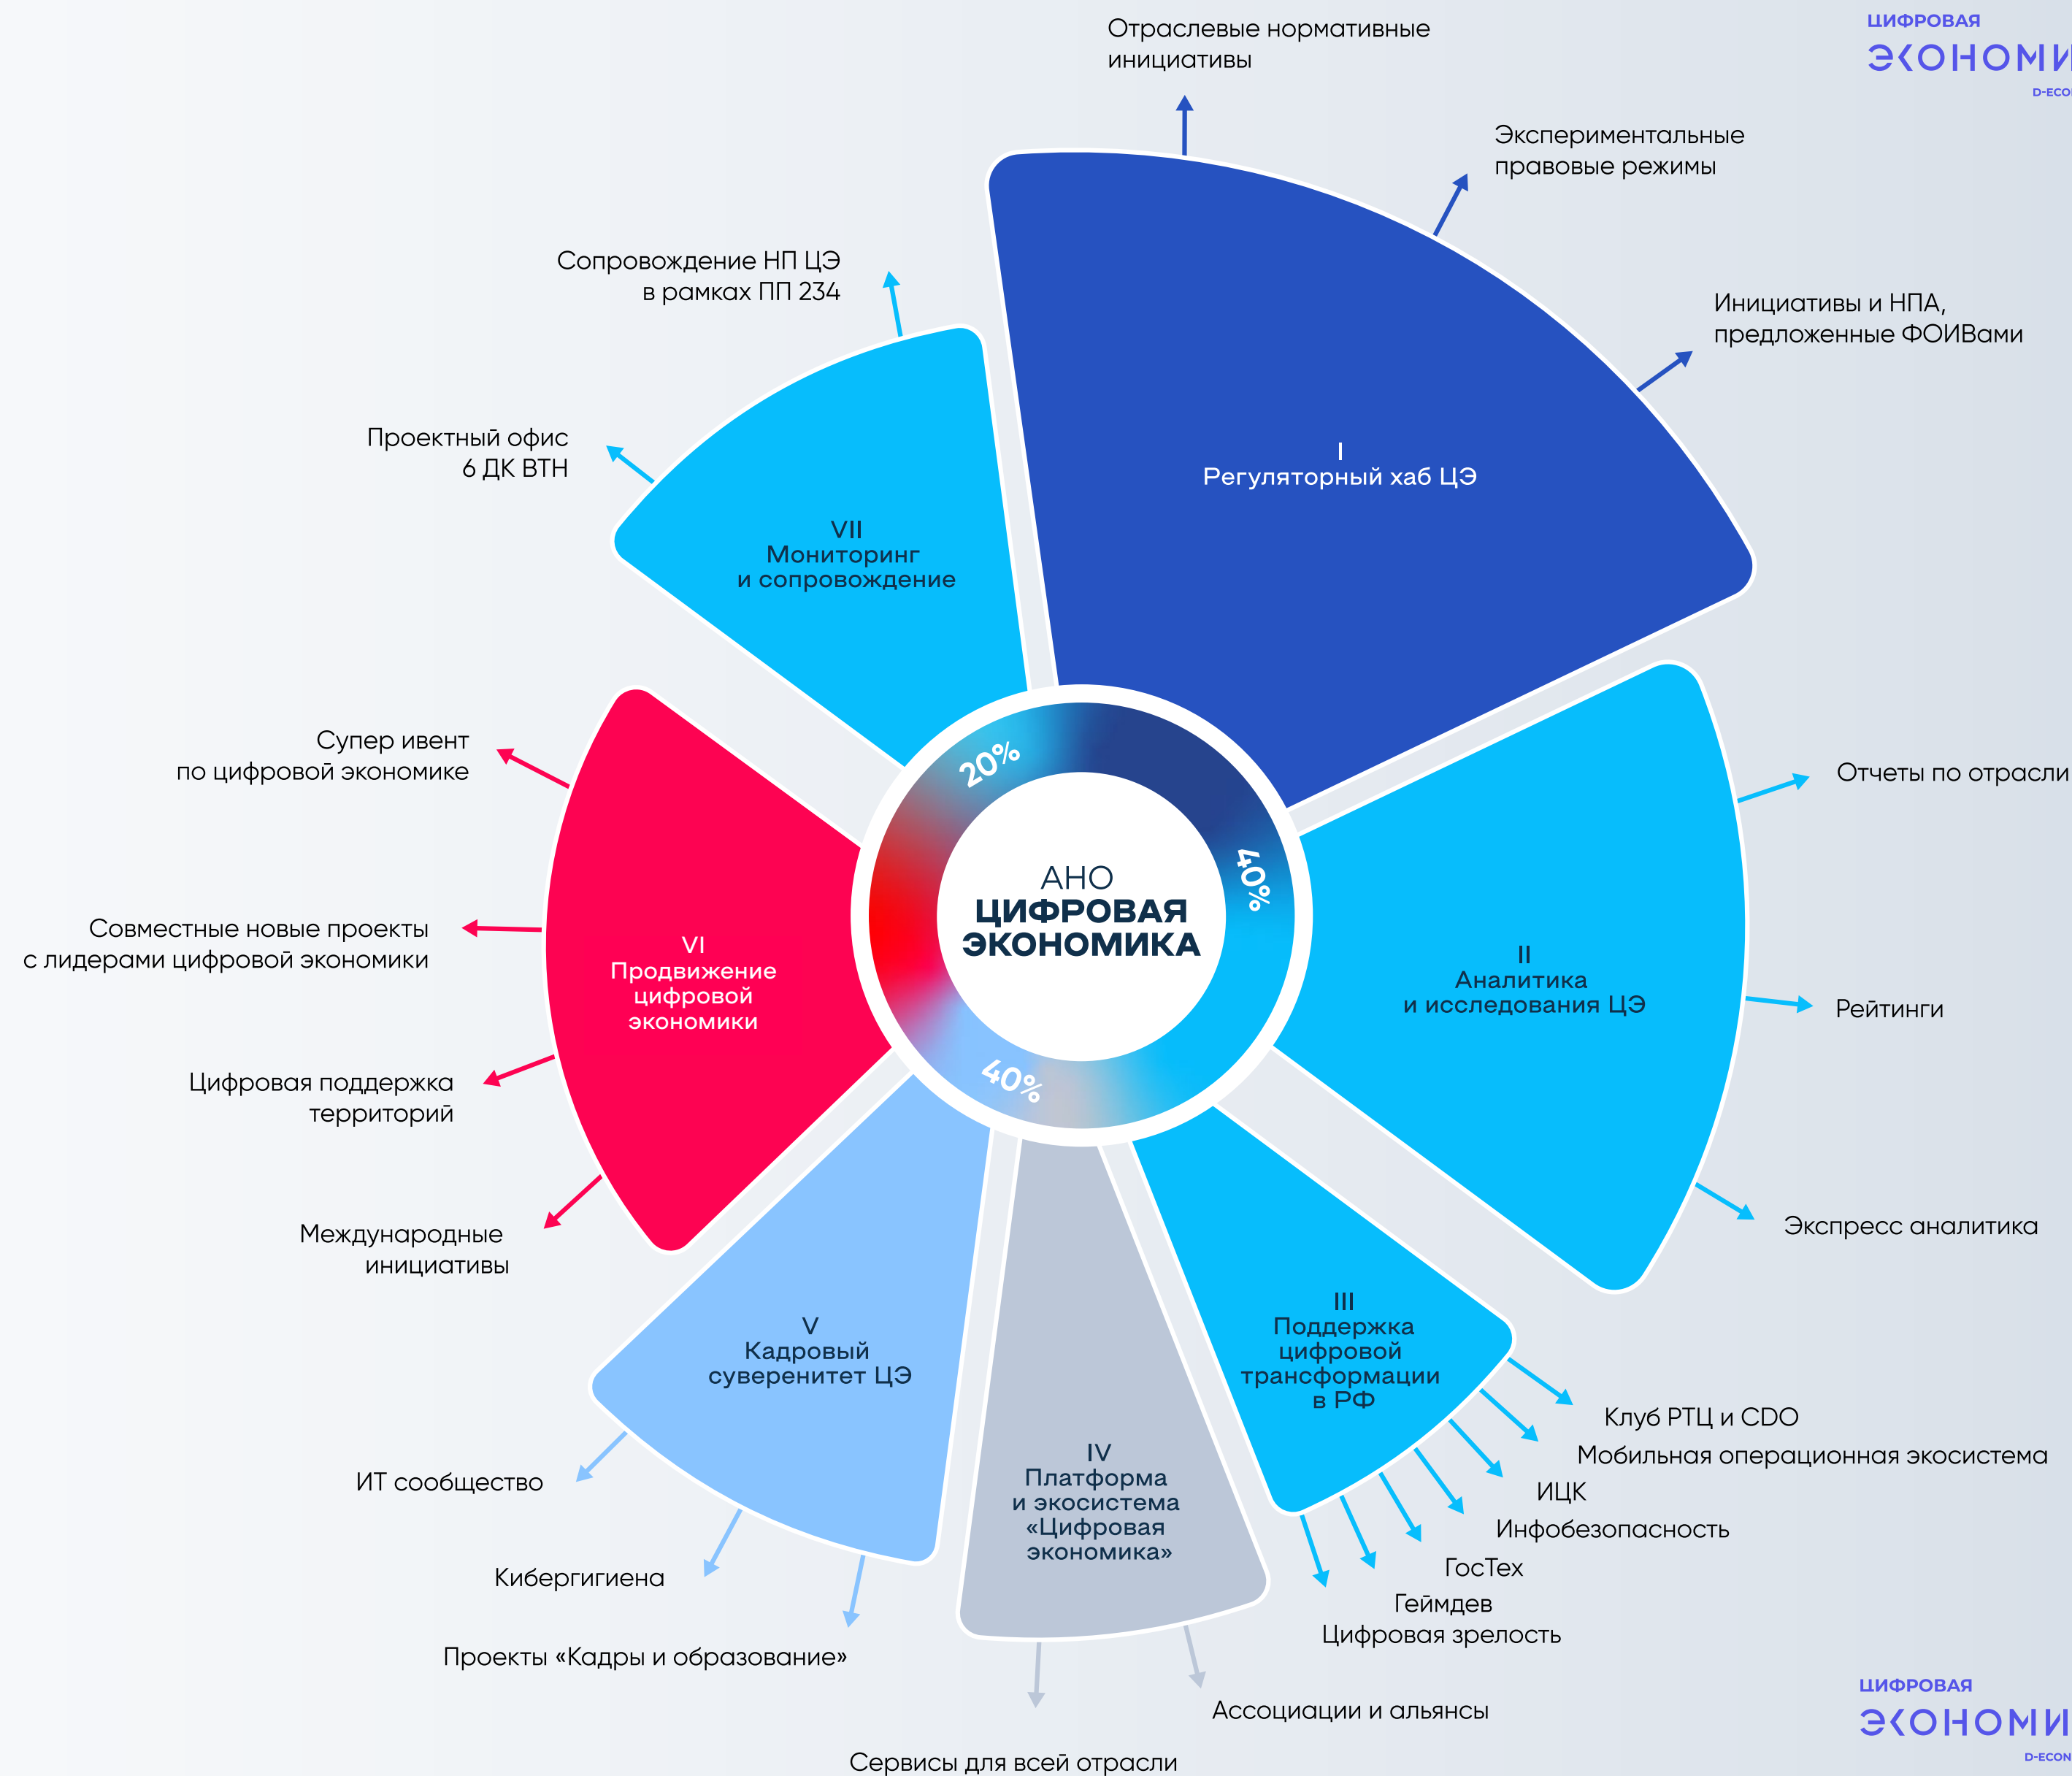 ЦИФРОВАЯ
D-ECON
Отраслевые нормативные
инициативы
Экспериментальные
правовые режимы
Инициативы и НПА,
предложенные ФОИВами
Сопровождение НП ЦЭ
в рамках ПП 234
Проектный офис
6 ДК ВТН
I
Регуляторный хаб ЦЭ
VII
Мониторинг
и сопровождение
Супер ивент
по цифровой экономике
Отчеты по отрасли
20%
40%
40%
АНО
ЦИФРОВАЯ
ЭКОНОМИКА
Совместные новые проекты
с лидерами цифровой экономики
VI
Продвижение
цифровой
экономики
II
Аналитика
и исследования ЦЭ
Рейтинги
Цифровая поддержка
территорий
Международные
инициативы
Экспресс аналитика
V
Кадровый
суверенитет ЦЭ
III
Поддержка
цифровой
трансформации
в РФ
IV
Платформа
и экосистема
«Цифровая
экономика»
Клуб РТЦ и CDO
Мобильная операционная экосистема
ИЦК
Инфобезопасность
ГосТех
Геймдев
Цифровая зрелость
ИТ сообщество
Кибергигиена
Проекты «Кадры и образование»
Ассоциации и альянсы
Сервисы для всей отрасли
ЦИФРОВАЯ
ЭКОНОМИ
D-ECON